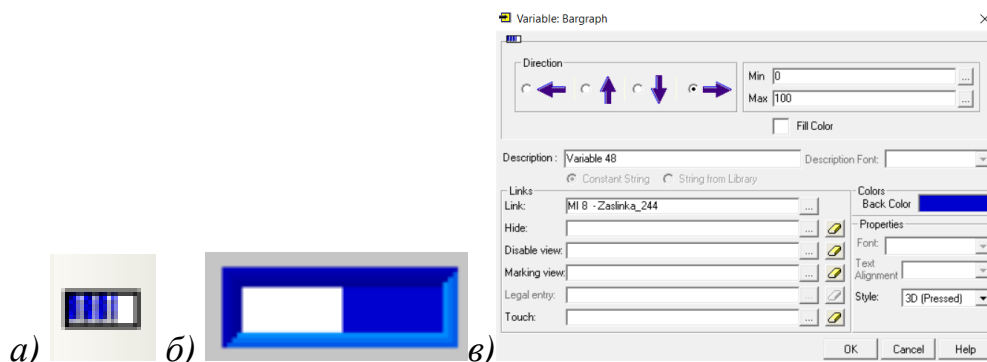 Variable: Bargraph
Direction
Min 0 ...
Max 100 ...
Fill Color
Description : Variable 48 Description Font:
Constant String String from Library
Links
Link: MI 8 - Zaslinka_244 ...
Hide: ...
Disable view: ...
Marking view: ...
Legal entry: ...
Touch: ...
Colors
Back Color
Properties
Font:
Text
Alignment
Style: 3D (Pressed)
OK Cancel Help
а) б) в)